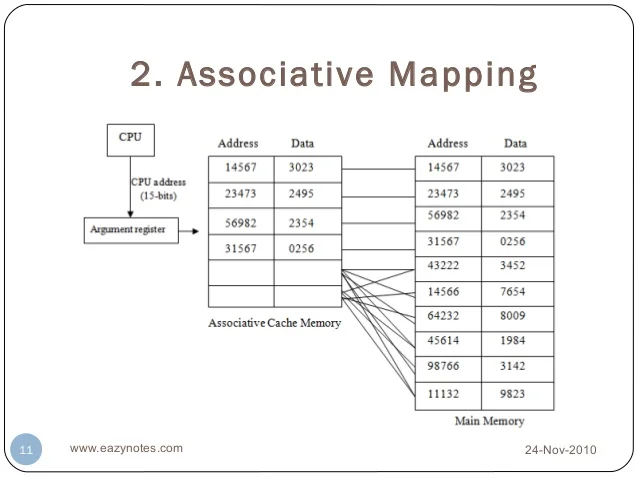 2. Associative Mapping
CPU
CPU address
(15-bits)
Argument register
Address Data
14567 3023
23473 2495
56982 2354
31567 0256
Associative Cache Memory
Address Data
14567 3023
23473 2495
56982 2354
31567 0256
43222 3452
14566 7654
64232 8009
45614 1984
98766 3142
11132 9823
Main Memory
11
www.eazynotes.com
24-Nov-2010